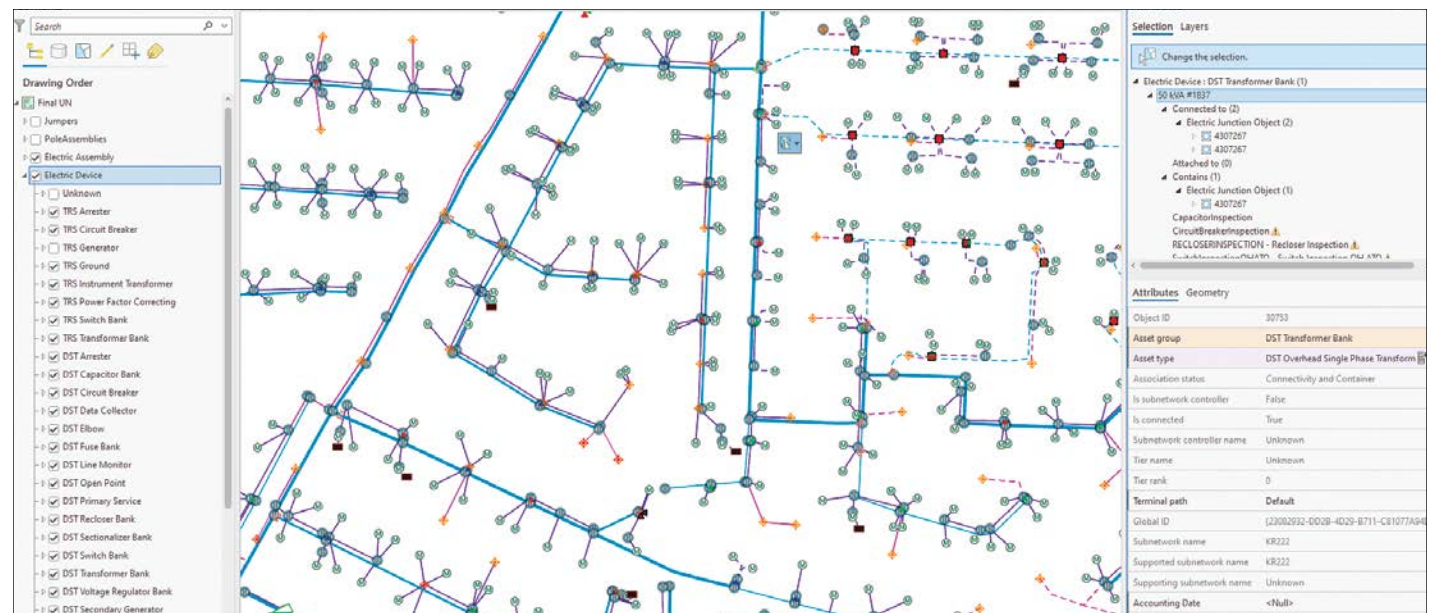 Search
Drawing Order
Final UN
Jumpers
PoleAssemblies
Electric Assembly
Electric Device
Unknown
TRS Arrester
TRS Circuit Breaker
TRS Generator
TRS Ground
TRS Instrument Transformer
TRS Power Factor Correcting
TRS Switch Bank
TRS Transformer Bank
DST Arrester
DST Capacitor Bank
DST Circuit Breaker
DST Data Collector
DST Elbow
DST Fuse Bank
DST Line Monitor
DST Open Point
DST Primary Service
DST Recloser Bank
DST Sectionalizer Bank
DST Switch Bank
DST Transformer Bank
DST Voltage Regulator Bank
DST Secondary Generator
Selection Layers
Change the selection.
Electric Device : DST Transformer Bank (1)
50 kVA #1837
Connected to (2)
Electric Junction Object (2)
4307267
4307267
Attached to (0)
Contains (1)
Electric Junction Object (1)
4307267
CapacitorInspection
CircuitBreakerInspection
RECLOSERINSPECTION - Recloser Inspection
Attributes Geometry
Object ID 30753
Asset group DST Transformer Bank
Asset type DST Overhead Single Phase Transform
Association status Connectivity and Container
Is subnetwork controller False
Is connected True
Subnetwork controller name Unknown
Tier name Unknown
Tier rank 0
Terminal path Default
Global ID
Subnetwork name KR222
Supported subnetwork name KR222
Supporting subnetwork name Unknown
Accounting Date <Null>